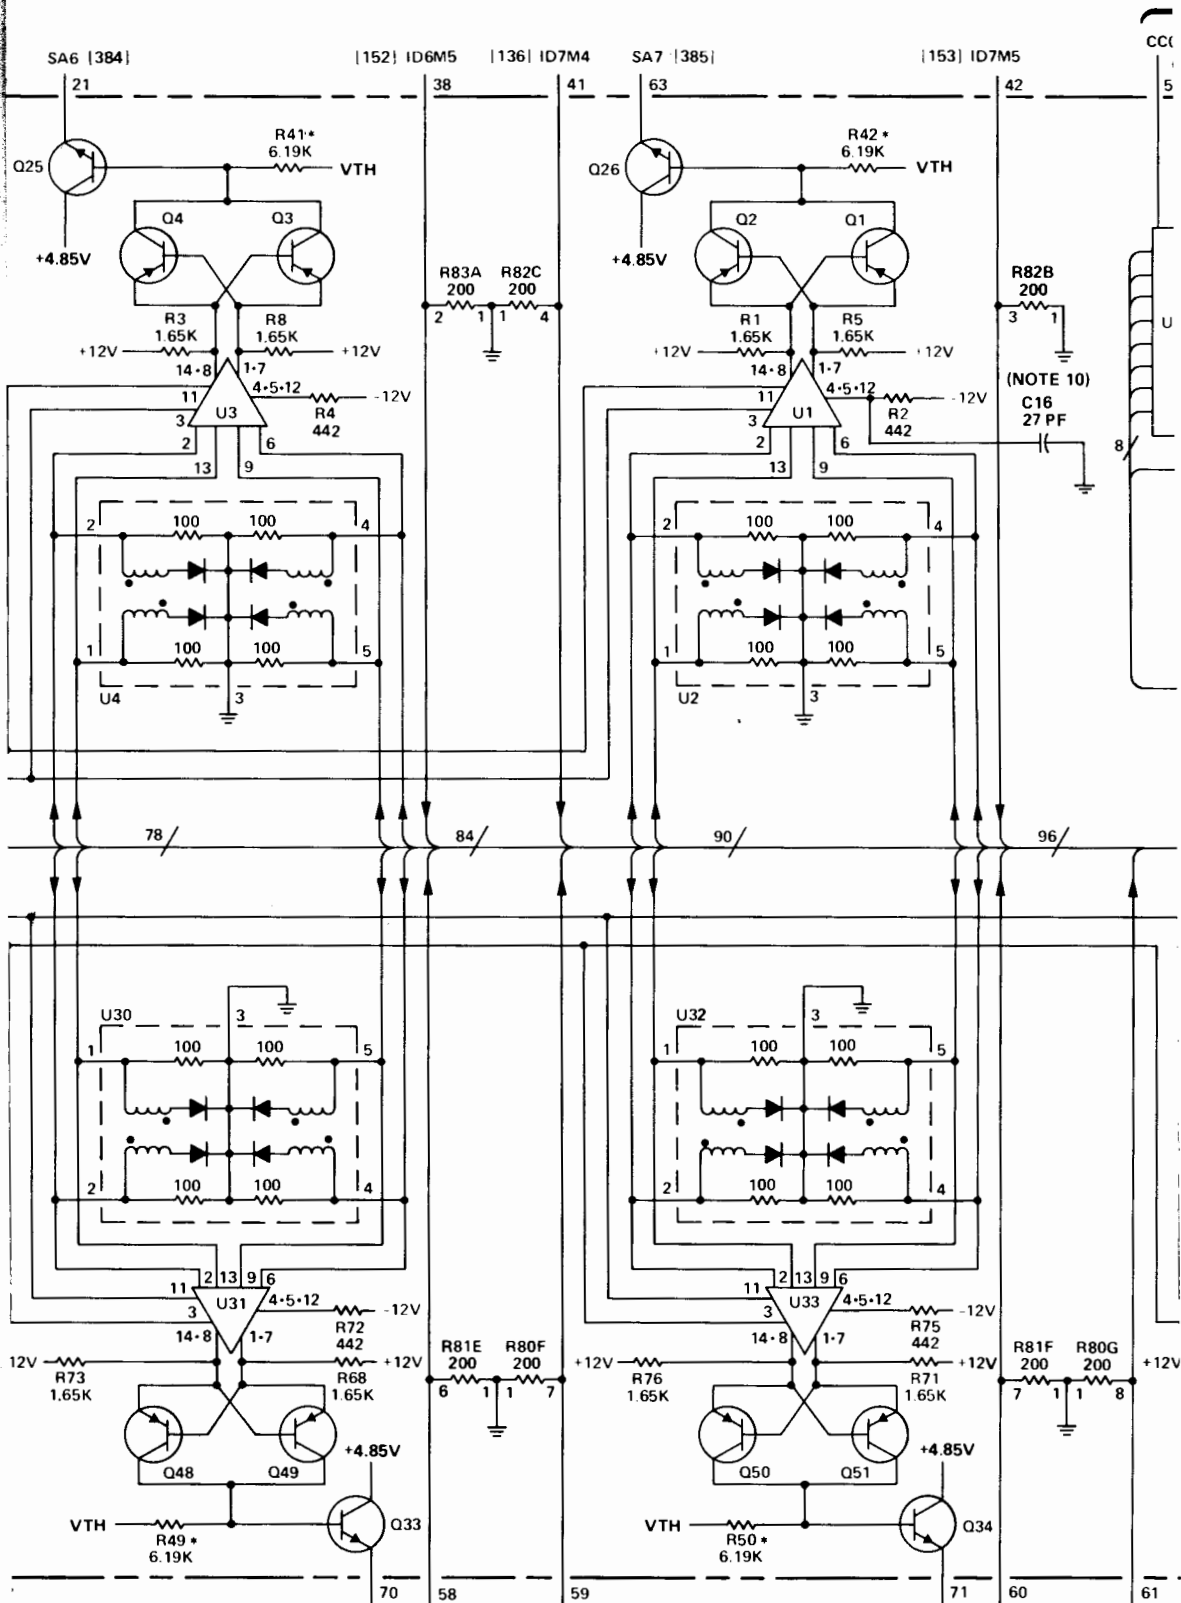 SA6 [384] [152] ID6M5 [136] ID7M4 SA7 [385] [153] ID7M5
21 38 41 63 42 5
Q25 R41* 6.19K VTH
Q26 R42* 6.19K VTH
Q4 Q3 Q2 Q1
+4.85V +4.85V
R83A 200 R82C 200
2 1 1 4
R82B 200
3 1
R3 1.65K R8 1.65K
+12V +12V
R1 1.65K R5 1.65K
+12V +12V
14•8 1•7
11 4•5•12 -12V
3 U3 R4 442
2 6
13 9
14•8 1•7
11 4•5•12 -12V
3 U1 R2 442
2 6
13 9
(NOTE 10)
C16
27 PF
U
8
2 100 100 4
1 100 100 5
U4 3
2 100 100 4
1 100 100 5
U2 3
78 84 90 96
U30 3
1 100 100 5
2 100 100 4
U32 3
1 100 100 5
2 100 100 4
11 2 13 9 6
3 U31 4•5•12 -12V
R72 442
14•8 1•7
11 2 13 9 6
3 U33 4•5•12 -12V
R75 442
14•8 1•7
12V R73 1.65K R68 1.65K +12V
R81E 200 R80F 200
6 1 1 7
+12V R76 1.65K R71 1.65K +12V
R81F 200 R80G 200
7 1 1 8
+12V
Q48 Q49 +4.85V
Q50 Q51 +4.85V
VTH R49* 6.19K Q33
VTH R50* 6.19K Q34
70 58 59 71 60 61